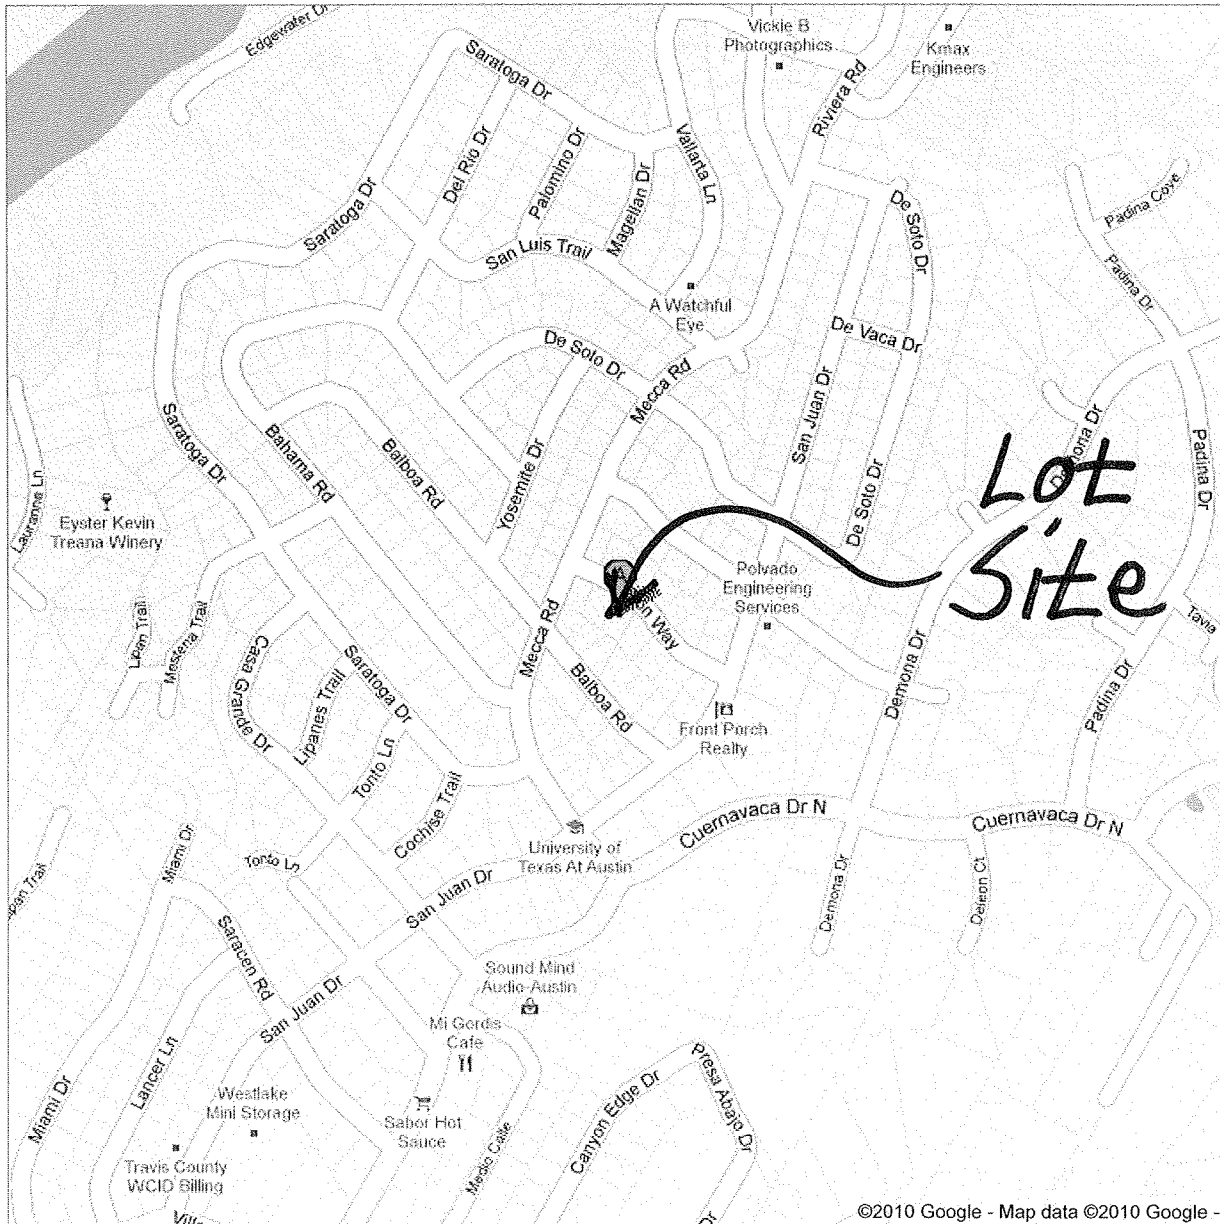 Edgewater Dr
Vickie B
Photographics
Kmax
Engineers
Saratoga Dr
Riviera Rd
Vallarta Ln
Del Rio Dr
Palomino Dr
Magellan Dr
Saratoga Dr
San Luis Trail
De Soto Dr
Padina Cove
Padina Dr
A Watchful
Eye
De Vaca Dr
De Soto Dr
Mecca Rd
San Juan Dr
Saratoga Dr
Bahama Rd
Balboa Rd
Yosemite Dr
De Soto Dr
Padina Dr
Lot
Site
Lauranne Ln
Eyster Kevin
Treana Winery
Polvado
Engineering
Services
Way
Mecca Rd
Lipan Trail
Mestena Trail
Casa Grande Dr
Saratoga Dr
Lipanes Trail
Balboa Rd
Demona Dr
Padina Dr
Tavia
Front Porch
Realty
Tonto Ln
Cochise Trail
Cuernavaca Dr N
Cuernavaca Dr N
University of
Texas At Austin
Miami Dr
Tonto Ln
San Juan Dr
Demona Dr
Deleon Ct
pan Trail
Saracen Rd
Sound Mind
Audio-Austin
San Juan Dr
Mi Gordis
Cafe
Lancer Ln
Miami Dr
Westlake
Mini Storage
Sabor Hot
Sauce
Medio Calle
Canyon Edge Dr
Presa Abajo Dr
Travis County
WCID Billing
Dr
©2010 Google - Map data ©2010 Google -